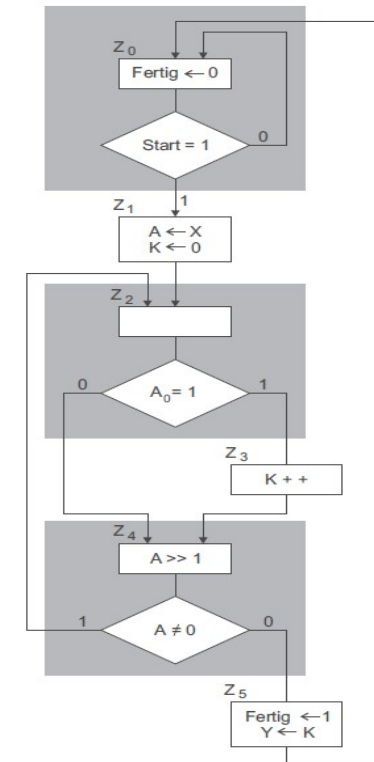 Z0
Fertig ← 0
Start = 1
0
1
Z1
A ← X
K ← 0
Z2
0
A0 = 1
1
Z3
K + +
Z4
A >> 1
1
A ≠ 0
0
Z5
Fertig ← 1
Y ← K